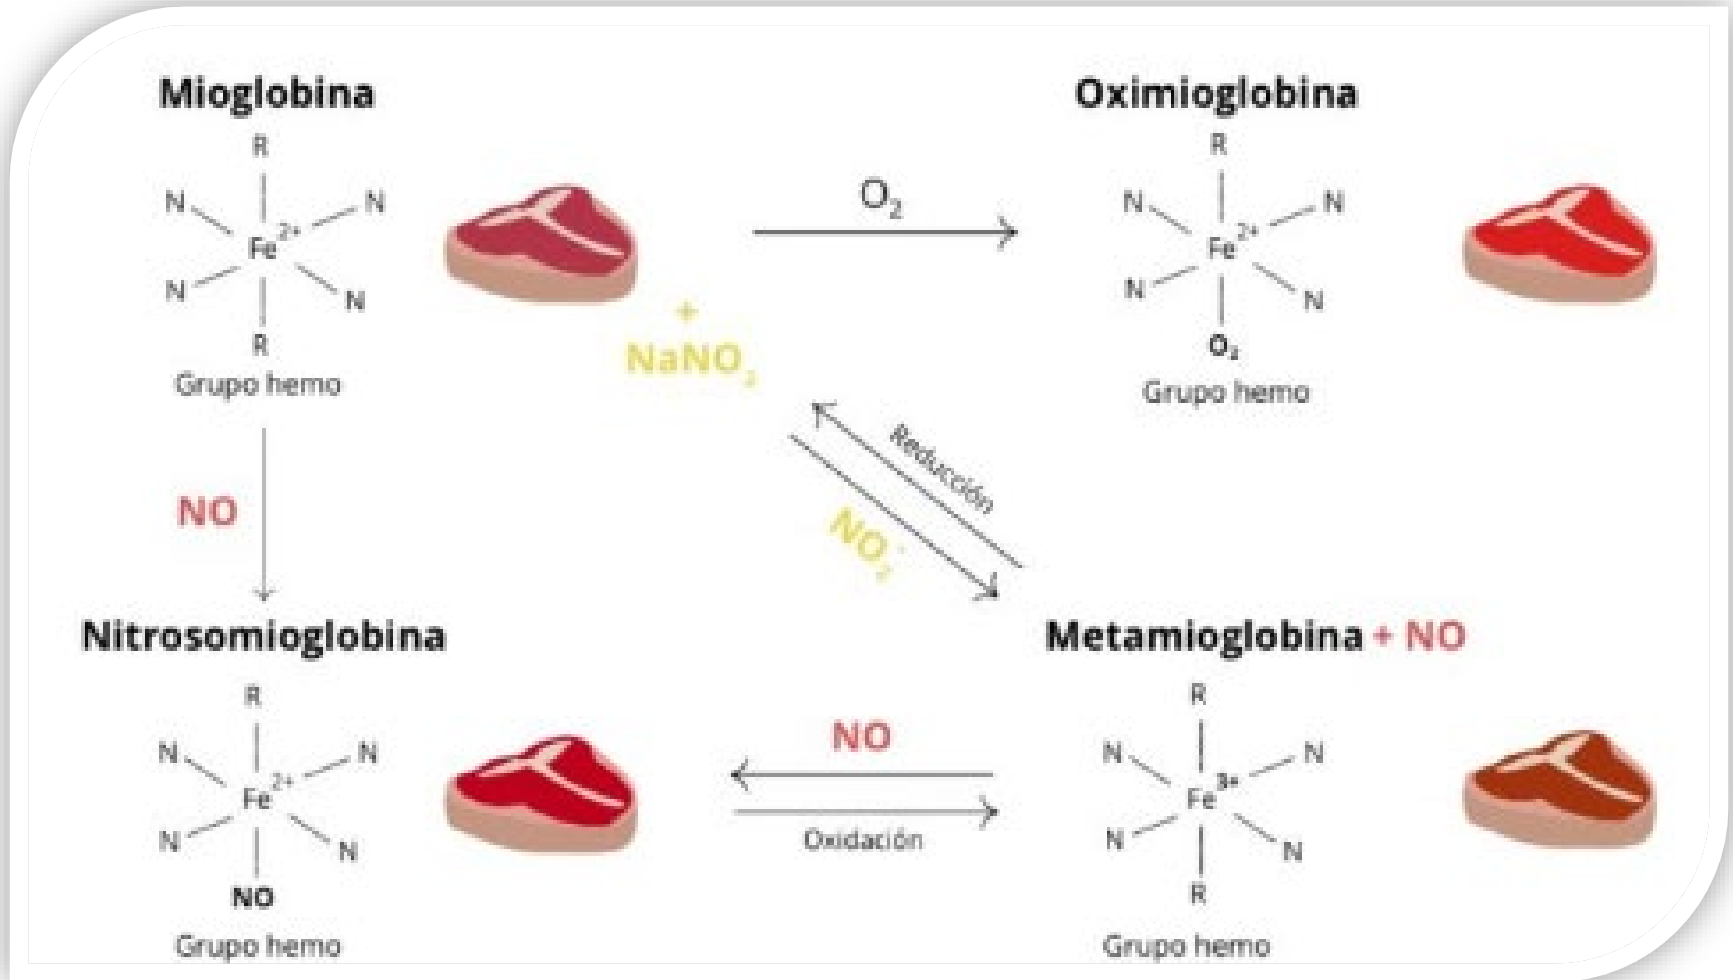 Mioglobina
R
N N
Fe2+
N N
R
Grupo hemo
+
NaNO2
O2
Oximioglobina
R
N N
Fe2+
N N
O2
Grupo hemo
NO
Reducción
NO2-
Nitrosomioglobina
R
N N
Fe2+
N N
NO
Grupo hemo
NO
Oxidación
Metamioglobina + NO
R
N N
Fe3+
N N
R
Grupo hemo